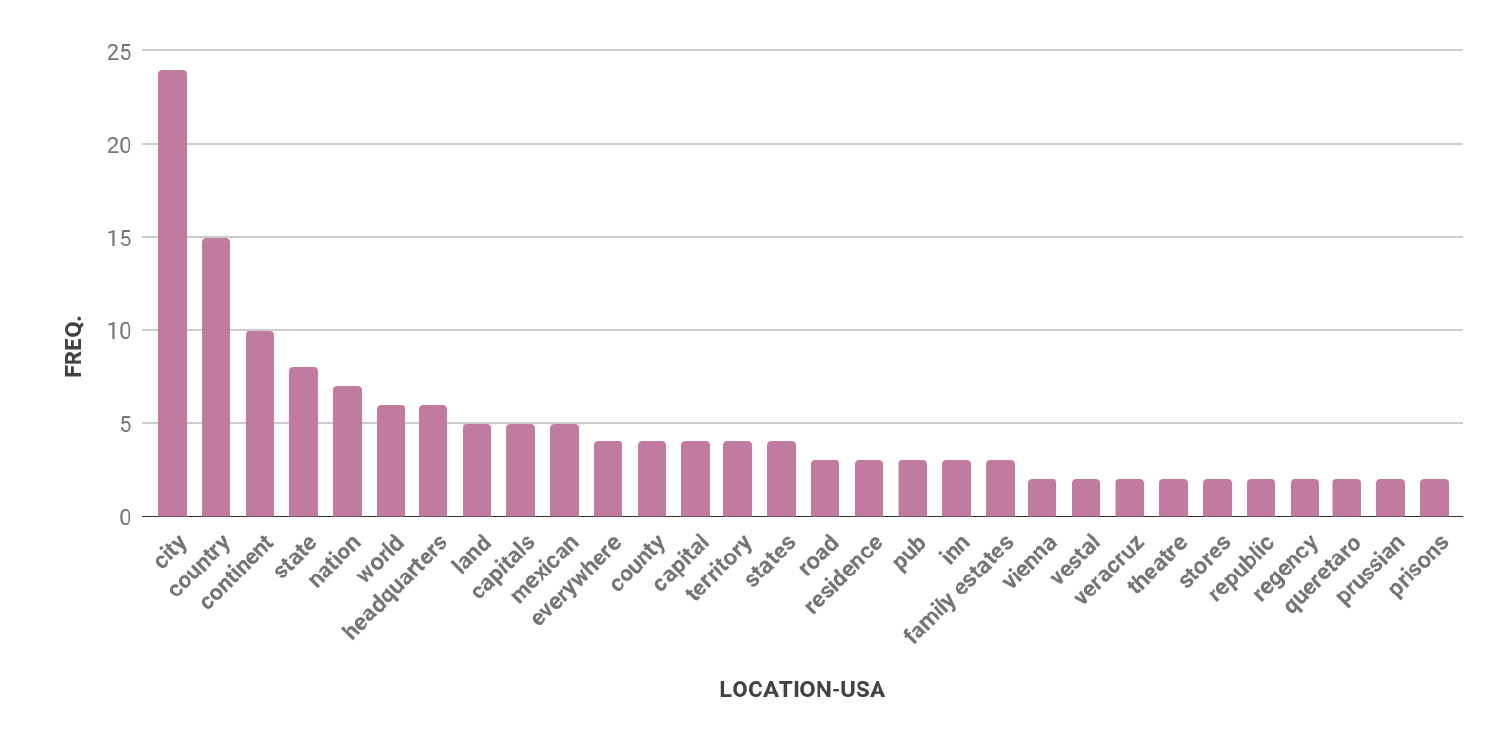 25
20
15
10
5
0
FREQ.
city
country
continent
state
nation
world
headquarters
land
capitals
mexican
everywhere
county
capital
territory
states
road
residence
pub
inn
family estates
vienna
vestal
veracruz
theatre
stores
republic
regency
queretaro
prussian
prisons
LOCATION-USA